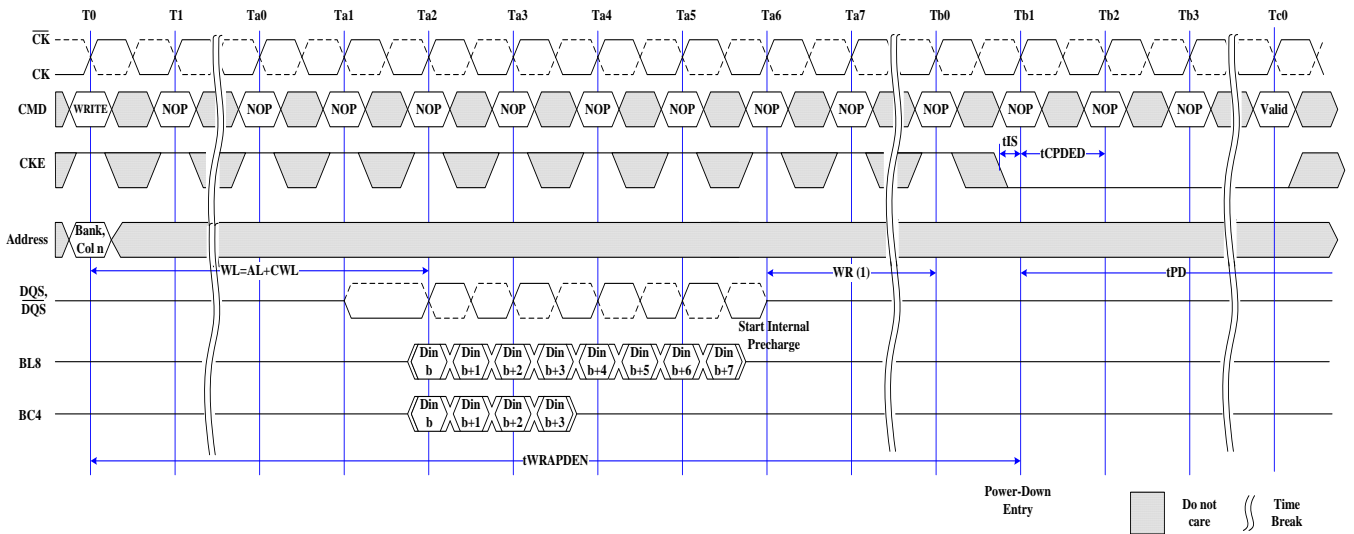 T0 T1 Ta0 Ta1 Ta2 Ta3 Ta4 Ta5 Ta6 Ta7 Tb0 Tb1 Tb2 Tb3 Tc0
CK
CK
CMD WRITE NOP NOP NOP NOP NOP NOP NOP NOP NOP NOP NOP NOP NOP Valid
tIS
CKE tCPDED
Bank,
Address
Col n
WL=AL+CWL WR (1) tPD
DQS,
DQS
Start Internal
Precharge
Din Din Din Din Din Din Din Din
BL8
b b+1 b+2 b+3 b+4 b+5 b+6 b+7
Din Din Din Din
BC4
b b+1 b+2 b+3
tWRAPDEN
Power-Down
Entry
Do not
care
Time
Break